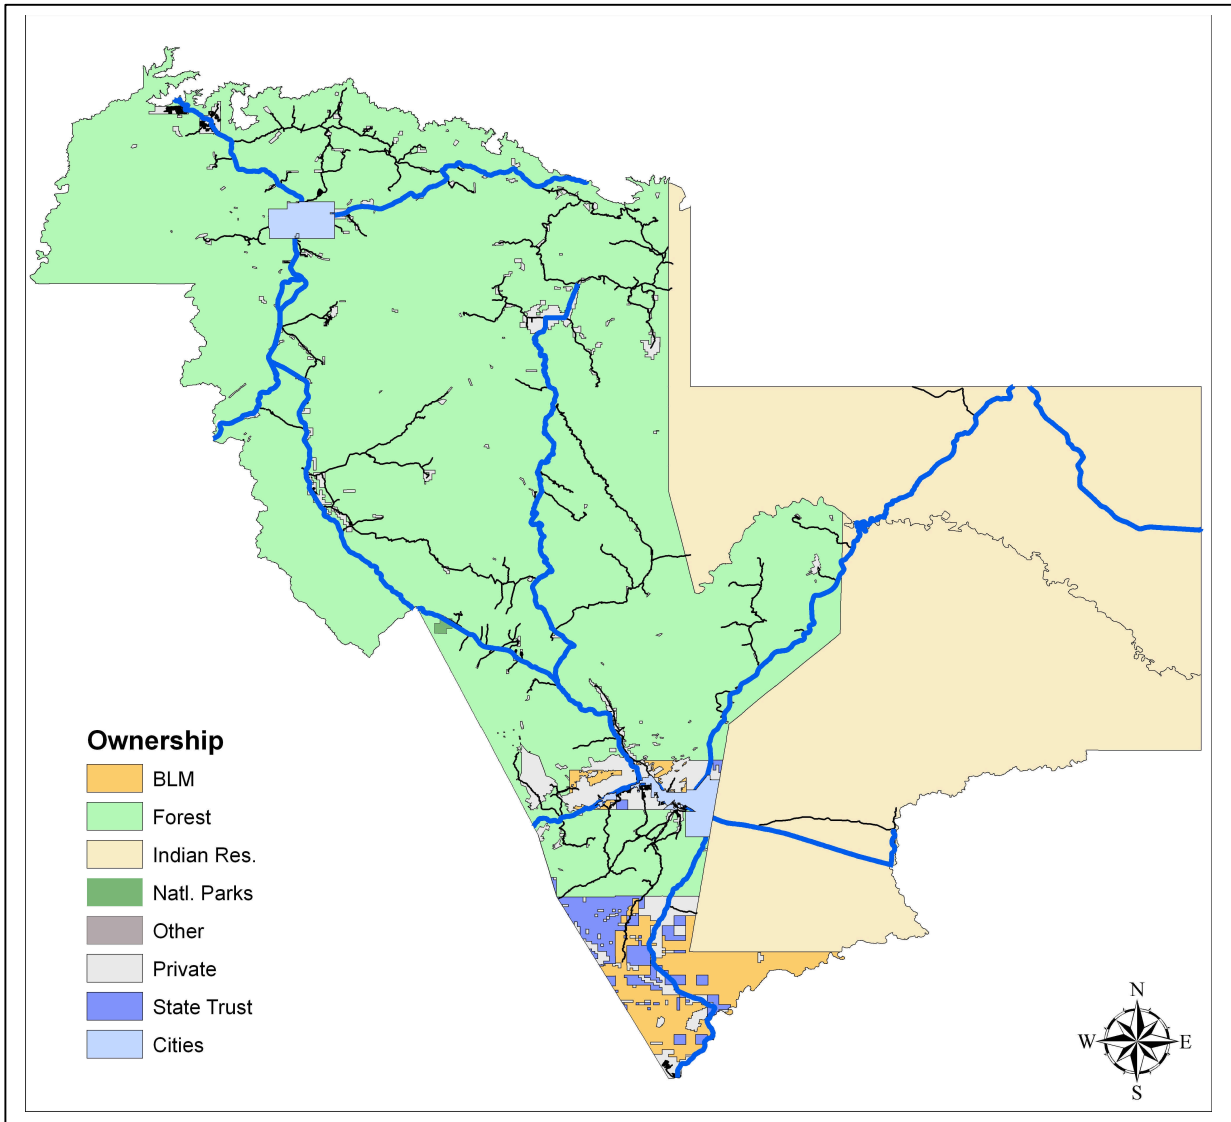 Ownership
BLM
Forest
Indian Res.
Natl. Parks
Other
Private
State Trust
Cities
N
W E
S